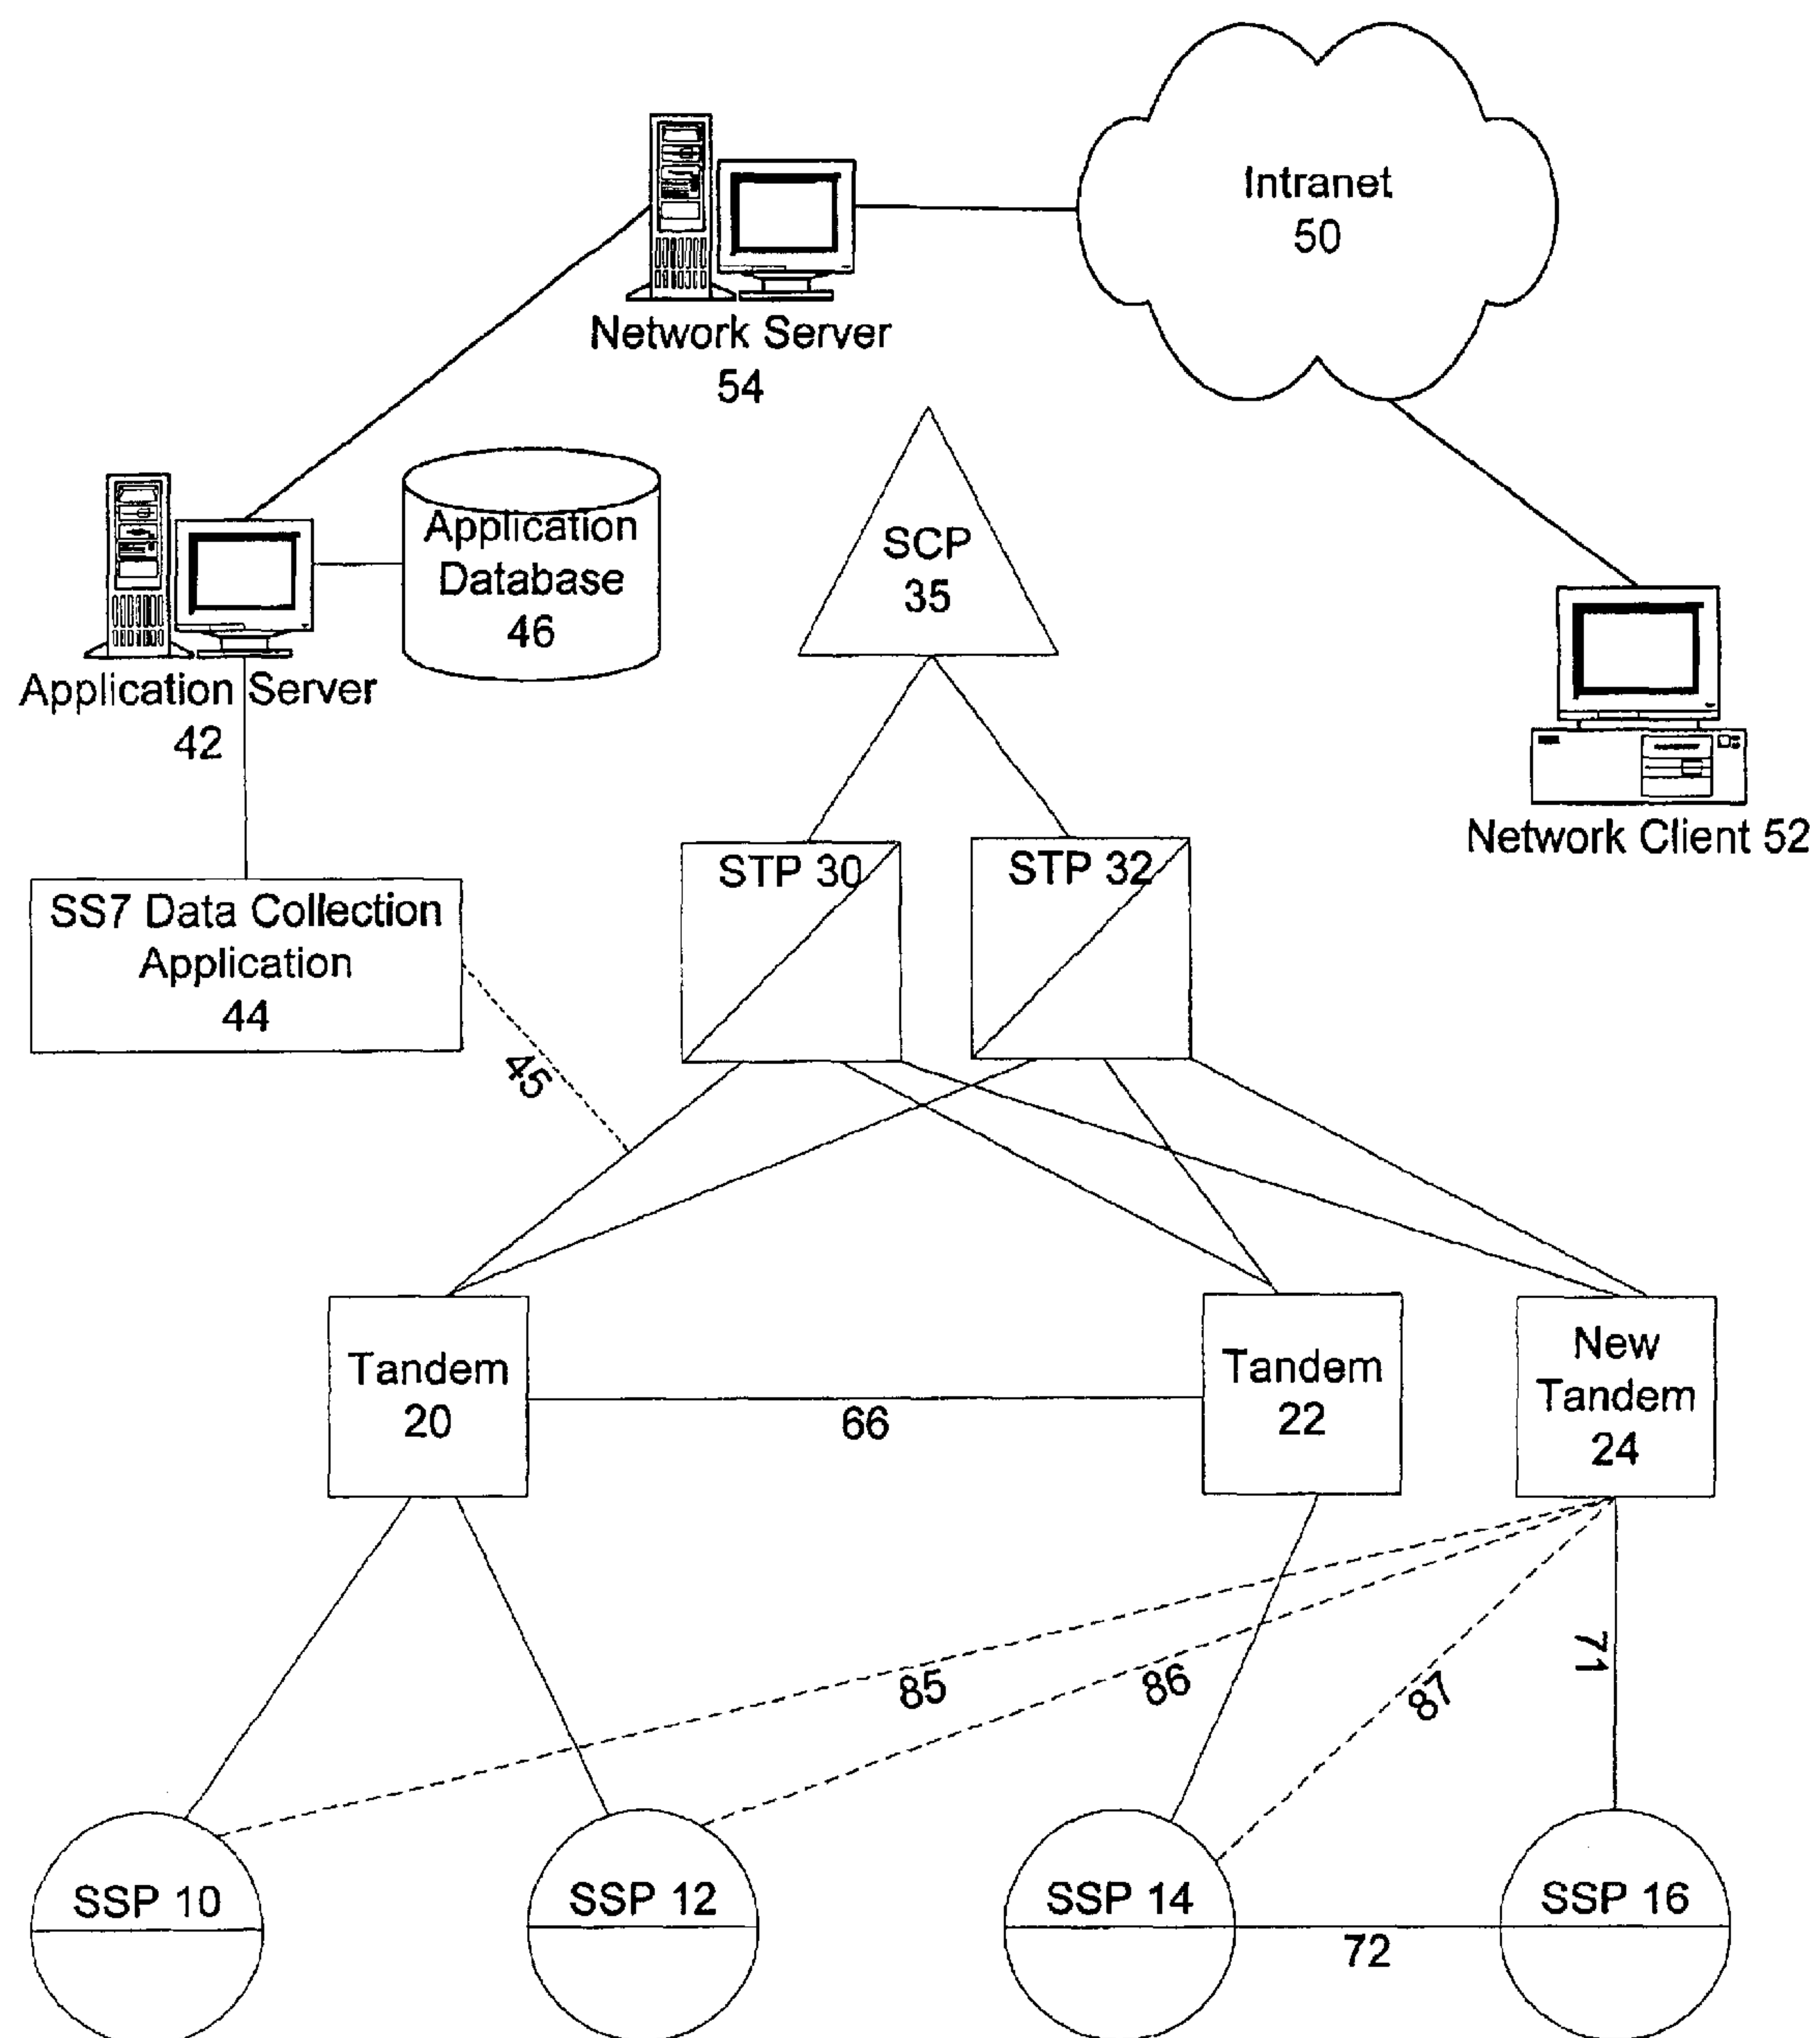 Intranet
50
Network Server
54
Application
Database
46
SCP
35
Application Server
42
Network Client 52
STP 30
STP 32
SS7 Data Collection
Application
44
45
Tandem
20
66
Tandem
22
New
Tandem
24
85
86
87
71
SSP 10
SSP 12
SSP 14
72
SSP 16